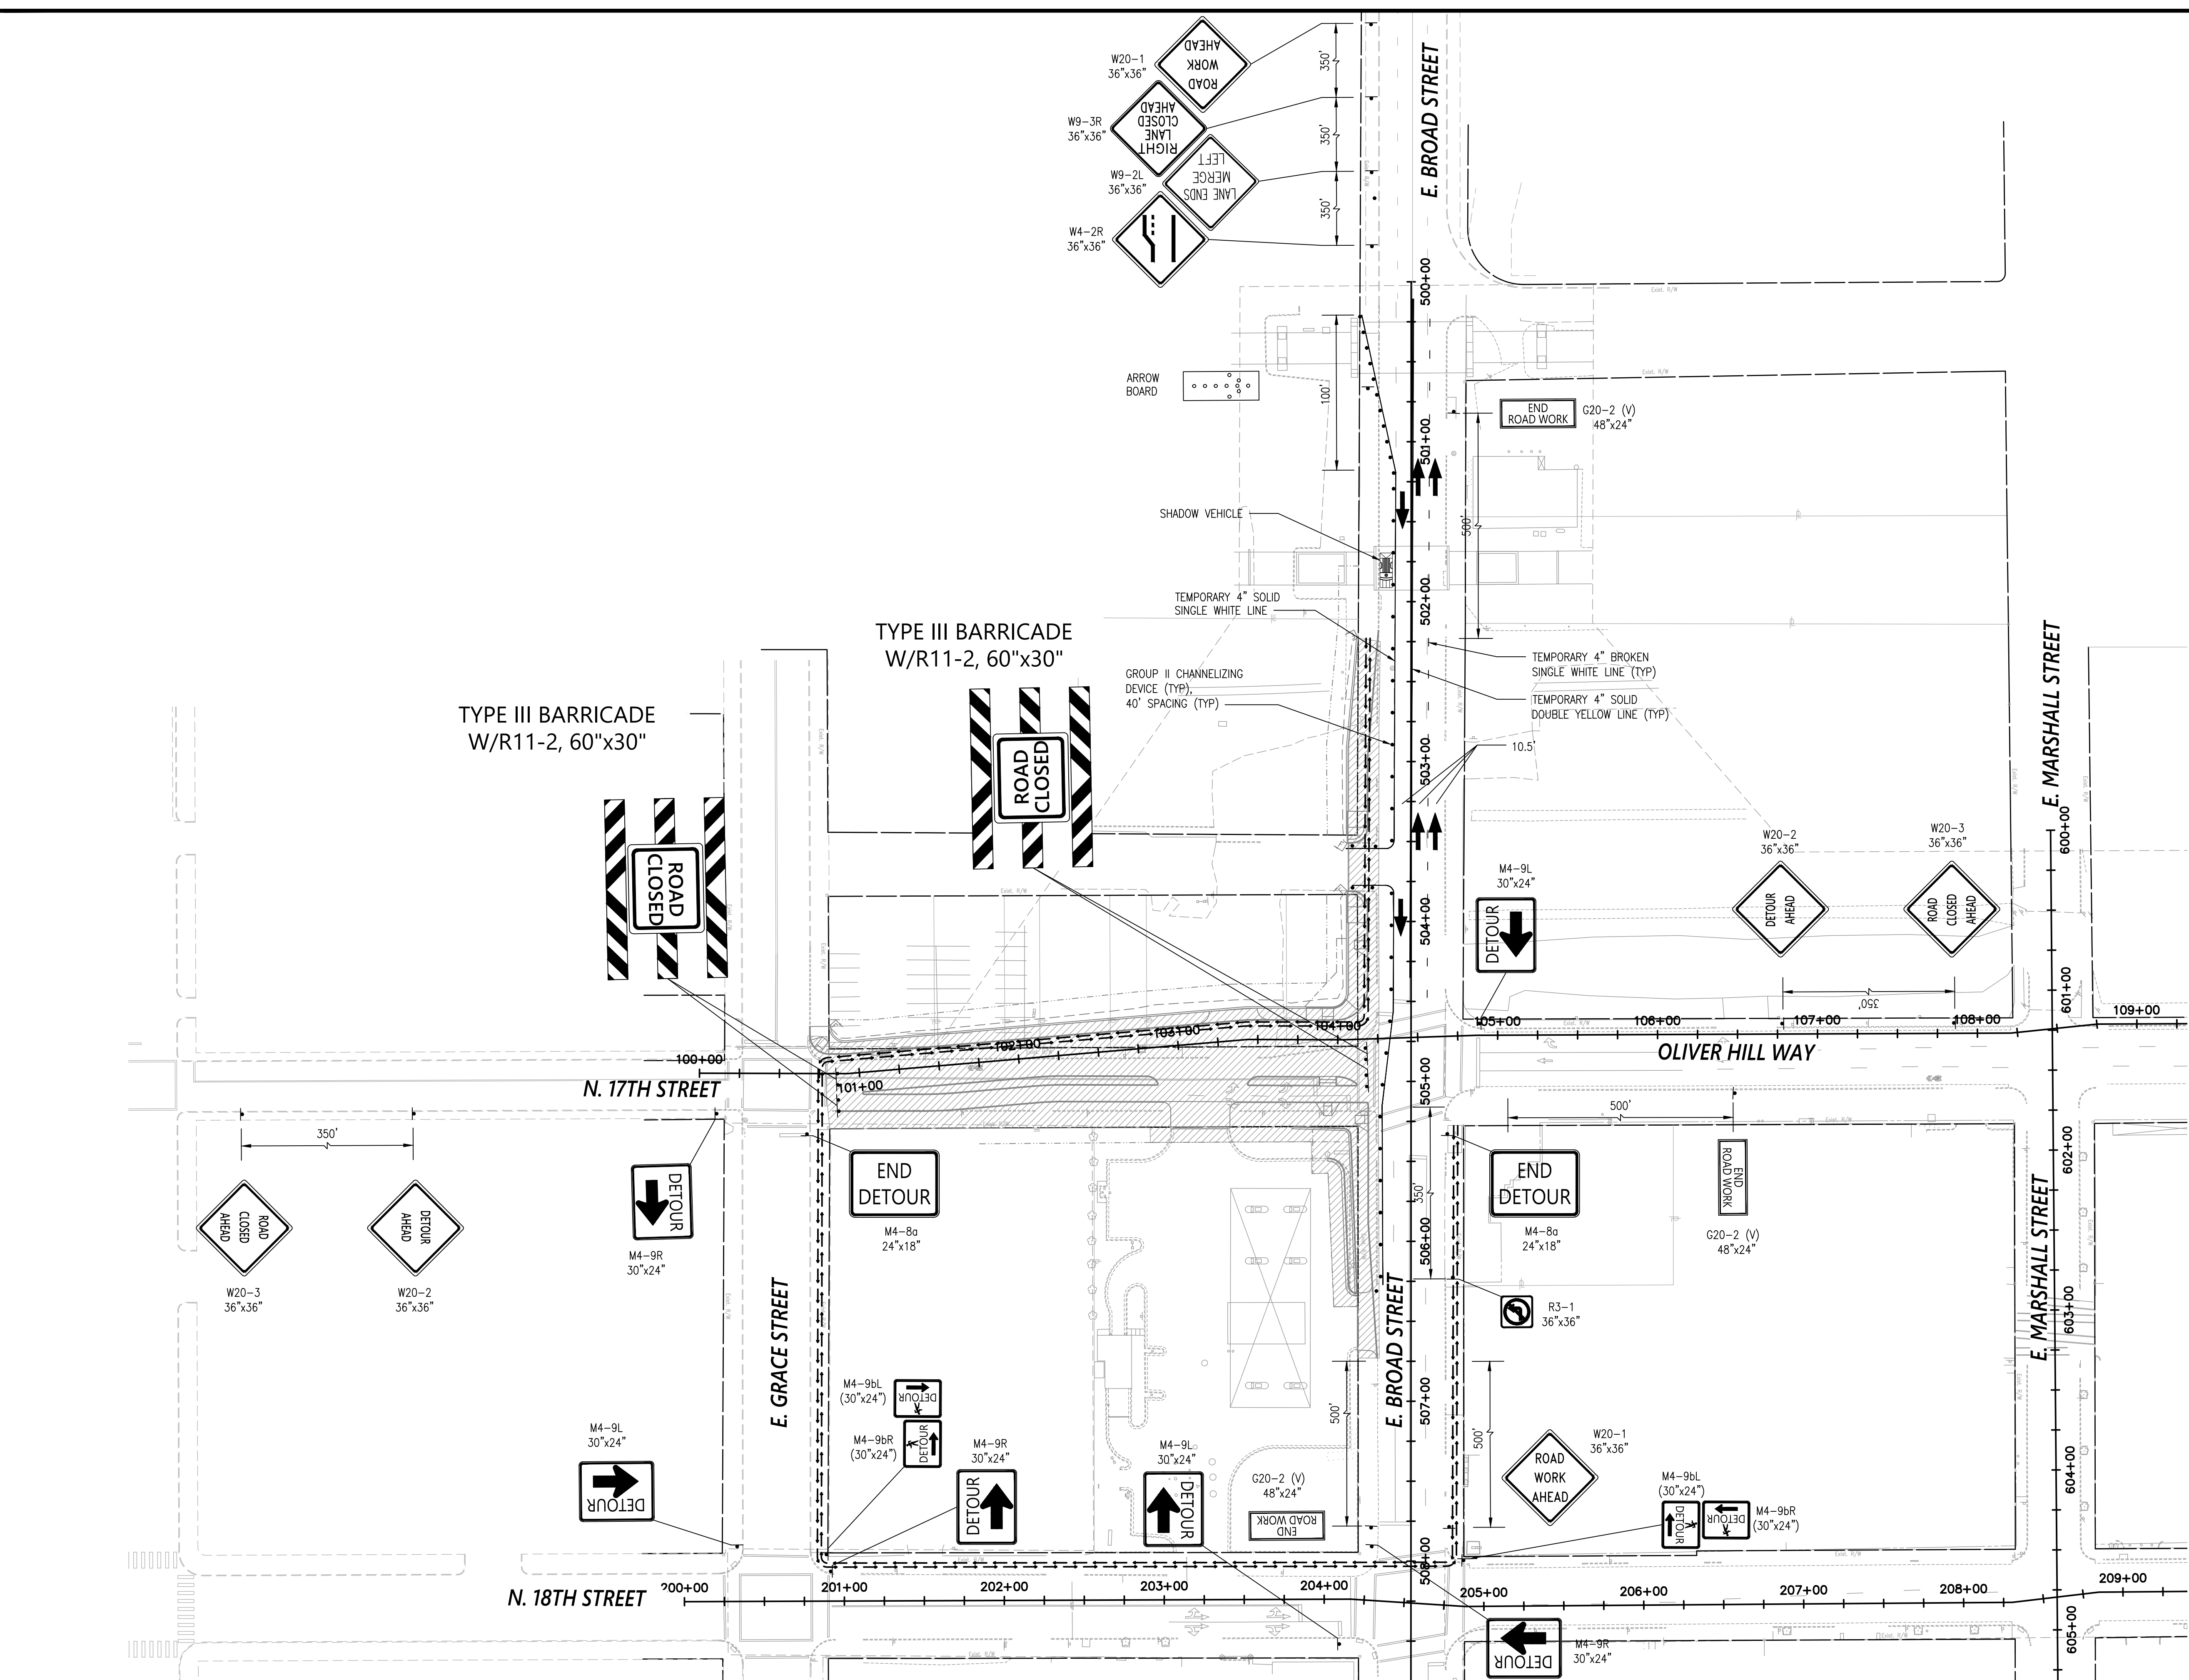 W20-1
36"x36"
ROAD
WORK
AHEAD
350'
E. BROAD STREET
W9-3R
36"x36"
RIGHT
LANE
CLOSED
AHEAD
350'
W9-2L
36"x36"
LANE ENDS
MERGE
LEFT
350'
W4-2R
36"x36"
500+00
Exist. R/W
Exist. R/W
ARROW
BOARD
100'
END
ROAD WORK
G20-2 (V)
48"x24"
501+00
500'
SHADOW VEHICLE
502+00
TEMPORARY 4" SOLID
SINGLE WHITE LINE
TYPE III BARRICADE
W/R11-2, 60"x30"
TEMPORARY 4" BROKEN
SINGLE WHITE LINE (TYP)
GROUP II CHANNELIZING
DEVICE (TYP),
40' SPACING (TYP)
TEMPORARY 4" SOLID
DOUBLE YELLOW LINE (TYP)
TYPE III BARRICADE
W/R11-2, 60"x30"
E. MARSHALL STREET
10.5'
503+00
ROAD
CLOSED
ROAD
CLOSED
W20-2
36"x36"
W20-3
36"x36"
600+00
M4-9L
30"x24"
DETOUR
DETOUR
AHEAD
ROAD
CLOSED
AHEAD
Exist. R/W
504+00
350'
601+00
100+00
101+00
102+00
103+00
104+00
105+00
106+00
107+00
108+00
109+00
Exist. R/W
OLIVER HILL WAY
N. 17TH STREET
505+00
350'
500'
500'
Exist. R/W
Exist. R/W
350'
602+00
DETOUR
M4-9R
30"x24"
END
DETOUR
M4-8a
24"x18"
END
DETOUR
M4-8a
24"x18"
END
ROAD WORK
G20-2 (V)
48"x24"
E. MARSHALL STREET
ROAD
CLOSED
AHEAD
W20-3
36"x36"
DETOUR
AHEAD
W20-2
36"x36"
506+00
E. GRACE STREET
E. BROAD STREET
R3-1
36"x36"
603+00
M4-9bL
(30"x24")
DETOUR
507+00
500'
M4-9L
30"x24"
DETOUR
M4-9bR
(30"x24")
DETOUR
M4-9R
30"x24"
DETOUR
M4-9L
30"x24"
DETOUR
G20-2 (V)
48"x24"
END
ROAD WORK
ROAD
WORK
AHEAD
W20-1
36"x36"
604+00
M4-9bL
(30"x24")
DETOUR
DETOUR
M4-9bR
(30"x24")
Exist. R/W
Exist. R/W
508+00
N. 18TH STREET
200+00
201+00
202+00
203+00
204+00
205+00
206+00
207+00
208+00
209+00
605+00
DETOUR
M4-9R
30"x24"
Exist. R/W
Exist. R/W